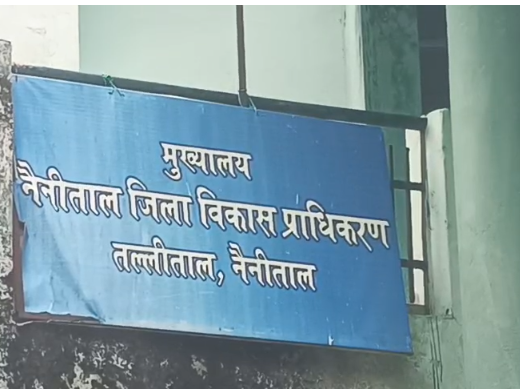 मुख्यालय
नैनीताल जिला विकास प्राधिकरण
तल्लीताल, नैनीताल